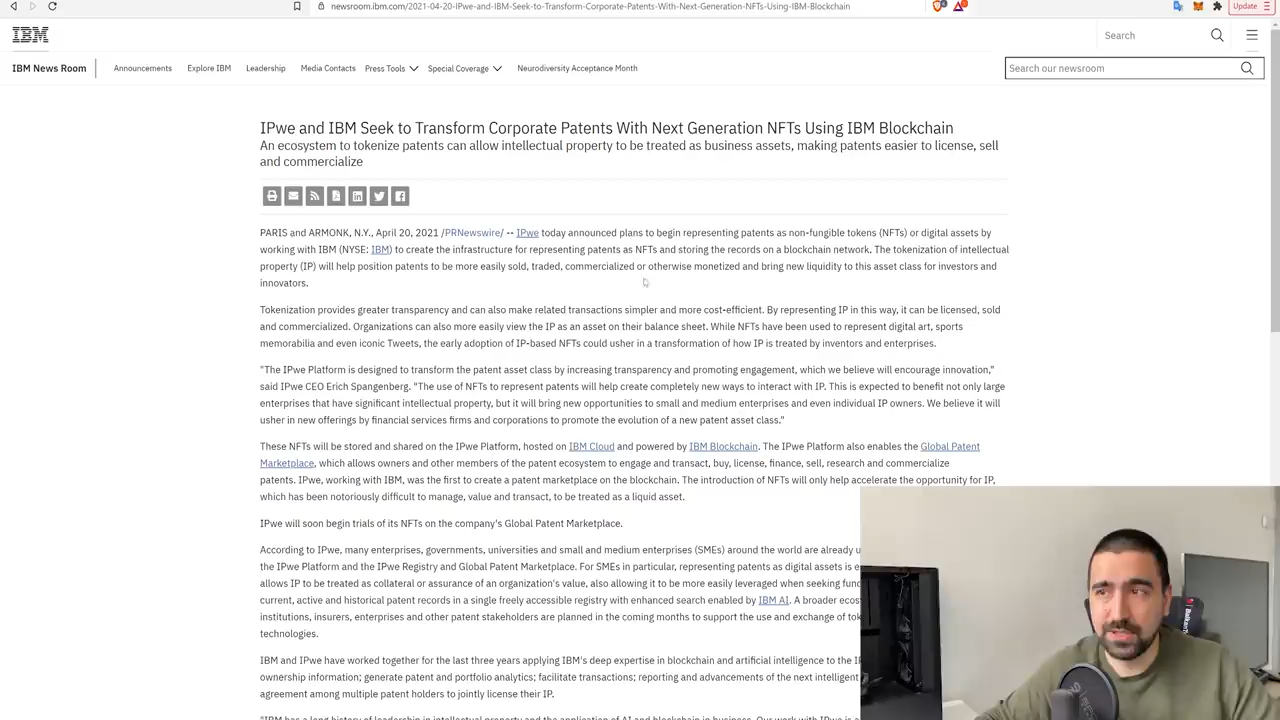 newsroom.ibm.com/2021-04-20-IPwe-and-IBM-Seek-to-Transform-Corporate-Patents-With-Next-Generation-NFTs-Using-IBM-Blockchain
Update
IBM
Search
IBM News Room
Announcements Explore IBM Leadership Media Contacts Press Tools Special Coverage Neurodiversity Acceptance Month
Search our newsroom
IPwe and IBM Seek to Transform Corporate Patents With Next Generation NFTs Using IBM Blockchain
An ecosystem to tokenize patents can allow intellectual property to be treated as business assets, making patents easier to license, sell
and commercialize
PARIS and ARMONK, N.Y., April 20, 2021 /PRNewswire/ -- IPwe today announced plans to begin representing patents as non-fungible tokens (NFTs) or digital assets by
working with IBM (NYSE: IBM) to create the infrastructure for representing patents as NFTs and storing the records on a blockchain network. The tokenization of intellectual
property (IP) will help position patents to be more easily sold, traded, commercialized or otherwise monetized and bring new liquidity to this asset class for investors and
innovators.
Tokenization provides greater transparency and can also make related transactions simpler and more cost-efficient. By representing IP in this way, it can be licensed, sold
and commercialized. Organizations can also more easily view the IP as an asset on their balance sheet. While NFTs have been used to represent digital art, sports
memorabilia and even iconic Tweets, the early adoption of IP-based NFTs could usher in a transformation of how IP is treated by inventors and enterprises.
"The IPwe Platform is designed to transform the patent asset class by increasing transparency and promoting engagement, which we believe will encourage innovation,"
said IPwe CEO Erich Spangenberg. "The use of NFTs to represent patents will help create completely new ways to interact with IP. This is expected to benefit not only large
enterprises that have significant intellectual property, but it will bring new opportunities to small and medium enterprises and even individual IP owners. We believe it will
usher in new offerings by financial services firms and corporations to promote the evolution of a new patent asset class."
These NFTs will be stored and shared on the IPwe Platform, hosted on IBM Cloud and powered by IBM Blockchain. The IPwe Platform also enables the Global Patent
Marketplace, which allows owners and other members of the patent ecosystem to engage and transact, buy, license, finance, sell, research and commercialize
patents. IPwe, working with IBM, was the first to create a patent marketplace on the blockchain. The introduction of NFTs will only help accelerate the opportunity for IP,
which has been notoriously difficult to manage, value and transact, to be treated as a liquid asset.
IPwe will soon begin trials of its NFTs on the company's Global Patent Marketplace.
According to IPwe, many enterprises, governments, universities and small and medium enterprises (SMEs) around the world are already u
the IPwe Platform and the IPwe Registry and Global Patent Marketplace. For SMEs in particular, representing patents as digital assets is e
allows IP to be treated as collateral or assurance of an organization's value, also allowing it to be more easily leveraged when seeking fund
current, active and historical patent records in a single freely accessible registry with enhanced search enabled by IBM AI. A broader ecos
institutions, insurers, enterprises and other patent stakeholders are planned in the coming months to support the use and exchange of tok
technologies.
IBM and IPwe have worked together for the last three years applying IBM's deep expertise in blockchain and artificial intelligence to the IP
ownership information; generate patent and portfolio analytics; facilitate transactions; reporting and advancements of the next intelligent
agreement among multiple patent holders to jointly license their IP.
"IBM has a long history of leadership in intellectual property and the application of AI and blockchain in business. Our work with IPwe is a